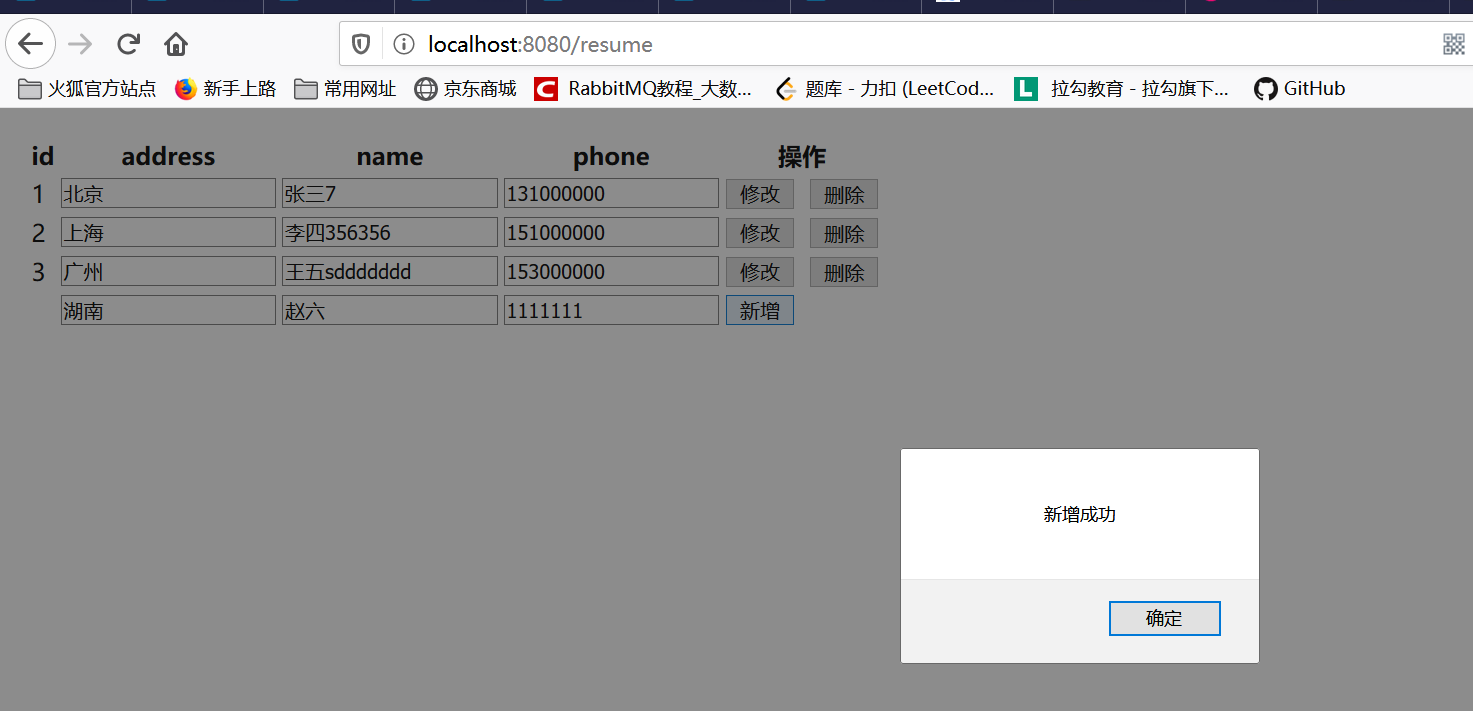 localhost:8080/resume
火狐官方站点 新手上路 常用网址 京东商城 RabbitMQ教程_大数... 题库 - 力扣 (LeetCod... 拉勾教育 - 拉勾旗下... GitHub
id address name phone 操作
1 北京 张三7 131000000 修改 删除
2 上海 李四356356 151000000 修改 删除
3 广州 王五sddddddd 153000000 修改 删除
湖南 赵六 1111111 新增
新增成功
确定